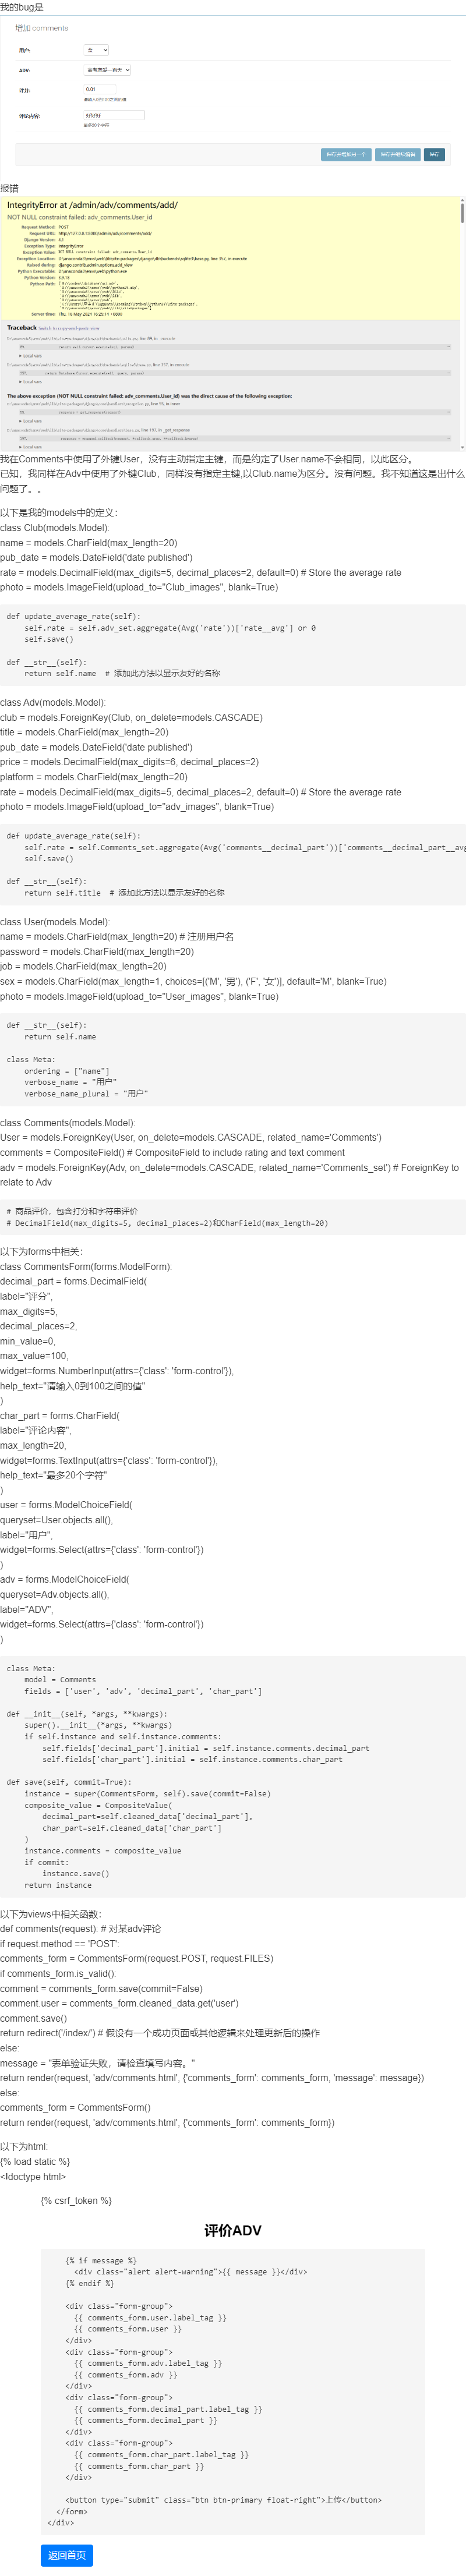 我的bug是
增加 comments
用户:
ADV:
评分:
0.01
评论内容:
最多20个字符
保存
报错
IntegrityError at /admin/adv/comments/add/
NOT NULL constraint failed: adv_comments.User_id
Request Method: POST
Request URL: http://127.0.0.1:8080/admin/adv/comments/add/
Exception Type: IntegrityError
Exception Value: NOT NULL constraint failed: adv_comments.User_id
Raised during: django.contrib.admin.options.add_view
Python Path:
Traceback Switch to copy-and-paste view
The above exception (NOT NULL constraint failed: adv_comments.User_id) was the direct cause of the following exception:
我在Comments中使用了外键User，没有主动指定主键，而是约定了User.name不会相同，以此区分。
已知，我同样在Adv中使用了外键Club，同样没有指定主键,以Club.name为区分。没有问题。我不知道这是出什么
问题了。。
以下是我的models中的定义：
class Club(models.Model):
name = models.CharField(max_length=20)
pub_date = models.DateField('date published')
rate = models.DecimalField(max_digits=5, decimal_places=2, default=0) # Store the average rate
photo = models.ImageField(upload_to="Club_images", blank=True)
def update_average_rate(self):
self.rate = self.adv_set.aggregate(Avg('rate'))['rate__avg'] or 0
self.save()
def __str__(self):
return self.name # 添加此方法以显示友好的名称
class Adv(models.Model):
club = models.ForeignKey(Club, on_delete=models.CASCADE)
title = models.CharField(max_length=20)
pub_date = models.DateField('date published')
price = models.DecimalField(max_digits=6, decimal_places=2)
platform = models.CharField(max_length=20)
rate = models.DecimalField(max_digits=5, decimal_places=2, default=0) # Store the average rate
photo = models.ImageField(upload_to="adv_images", blank=True)
def update_average_rate(self):
self.rate = self.Comments_set.aggregate(Avg('comments__decimal_part'))['comments__decimal_part__avg
self.save()
def __str__(self):
return self.title # 添加此方法以显示友好的名称
class User(models.Model):
name = models.CharField(max_length=20) # 注册用户名
password = models.CharField(max_length=20)
job = models.CharField(max_length=20)
sex = models.CharField(max_length=1, choices=[('M', '男'), ('F', '女')], default='M', blank=True)
photo = models.ImageField(upload_to="User_images", blank=True)
def __str__(self):
return self.name
class Meta:
ordering = ["name"]
verbose_name = "用户"
verbose_name_plural = "用户"
class Comments(models.Model):
User = models.ForeignKey(User, on_delete=models.CASCADE, related_name='Comments')
comments = CompositeField() # CompositeField to include rating and text comment
adv = models.ForeignKey(Adv, on_delete=models.CASCADE, related_name='Comments_set') # ForeignKey to
relate to Adv
# 商品评价，包含打分和字符串评价
# DecimalField(max_digits=5, decimal_places=2)和CharField(max_length=20)
以下为forms中相关：
class CommentsForm(forms.ModelForm):
decimal_part = forms.DecimalField(
label="评分",
max_digits=5,
decimal_places=2,
min_value=0,
max_value=100,
widget=forms.NumberInput(attrs={'class': 'form-control'}),
help_text="请输入0到100之间的值"
)
char_part = forms.CharField(
label="评论内容",
max_length=20,
widget=forms.TextInput(attrs={'class': 'form-control'}),
help_text="最多20个字符"
)
user = forms.ModelChoiceField(
queryset=User.objects.all(),
label="用户",
widget=forms.Select(attrs={'class': 'form-control'})
)
adv = forms.ModelChoiceField(
queryset=Adv.objects.all(),
label="ADV",
widget=forms.Select(attrs={'class': 'form-control'})
)
class Meta:
model = Comments
fields = ['user', 'adv', 'decimal_part', 'char_part']
def __init__(self, *args, **kwargs):
super().__init__(*args, **kwargs)
if self.instance and self.instance.comments:
self.fields['decimal_part'].initial = self.instance.comments.decimal_part
self.fields['char_part'].initial = self.instance.comments.char_part
def save(self, commit=True):
instance = super(CommentsForm, self).save(commit=False)
composite_value = CompositeValue(
decimal_part=self.cleaned_data['decimal_part'],
char_part=self.cleaned_data['char_part']
)
instance.comments = composite_value
if commit:
instance.save()
return instance
以下为views中相关函数：
def comments(request): # 对某adv评论
if request.method == 'POST':
comments_form = CommentsForm(request.POST, request.FILES)
if comments_form.is_valid():
comment = comments_form.save(commit=False)
comment.user = comments_form.cleaned_data.get('user')
comment.save()
return redirect('/index/') # 假设有一个成功页面或其他逻辑来处理更新后的操作
else:
message = "表单验证失败，请检查填写内容。"
return render(request, 'adv/comments.html', {'comments_form': comments_form, 'message': message})
else:
comments_form = CommentsForm()
return render(request, 'adv/comments.html', {'comments_form': comments_form})
以下为html:
{% load static %}
<!doctype html>
{% csrf_token %}
评价ADV
{% if message %}
<div class="alert alert-warning">{{ message }}</div>
{% endif %}
<div class="form-group">
{{ comments_form.user.label_tag }}
{{ comments_form.user }}
</div>
<div class="form-group">
{{ comments_form.adv.label_tag }}
{{ comments_form.adv }}
</div>
<div class="form-group">
{{ comments_form.decimal_part.label_tag }}
{{ comments_form.decimal_part }}
</div>
<div class="form-group">
{{ comments_form.char_part.label_tag }}
{{ comments_form.char_part }}
</div>
<button type="submit" class="btn btn-primary float-right">上传</button>
</form>
</div>
返回首页